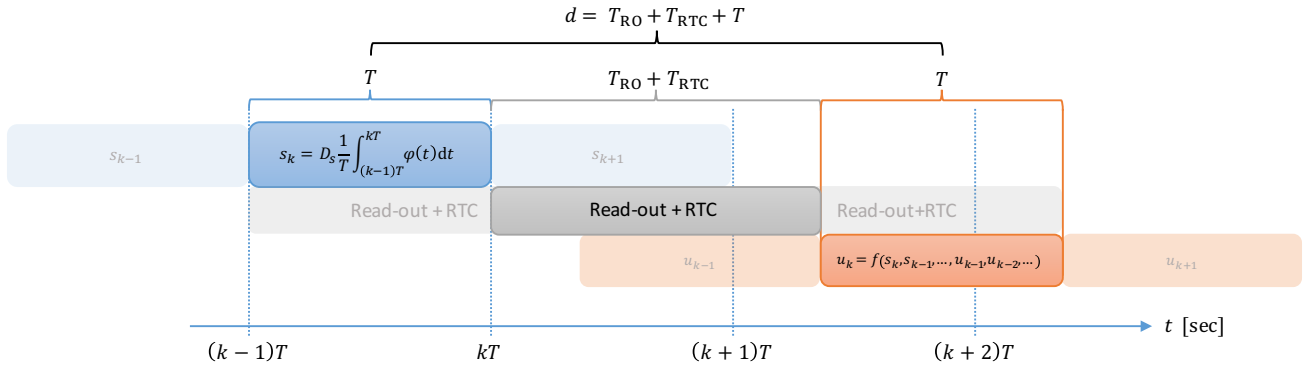 d = T_RO + T_RTC + T
T T_RO + T_RTC T
s_{k−1} s_k = D_s \frac{1}{T} ∫_{(k−1)T}^{kT} φ(t)dt s_{k+1}
Read-out + RTC Read-out + RTC Read-out+RTC
u_{k−1} u_k = f(s_k,s_{k−1},…,u_{k−1},u_{k−2},…) u_{k+1}
t [sec]
(k − 1)T kT (k + 1)T (k + 2)T